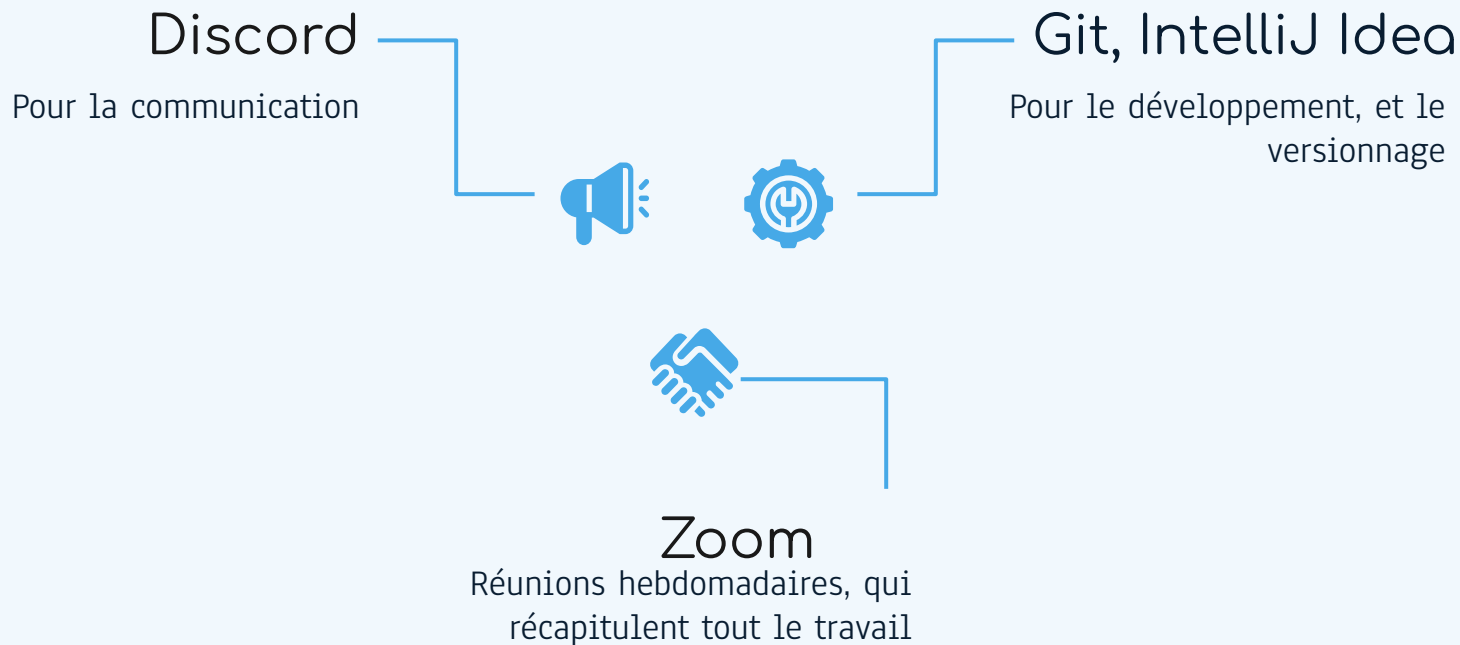 Discord
Pour la communication
Git, IntelliJ Idea
Pour le développement, et le
versionnage
Zoom
Réunions hebdomadaires, qui
récapitulent tout le travail